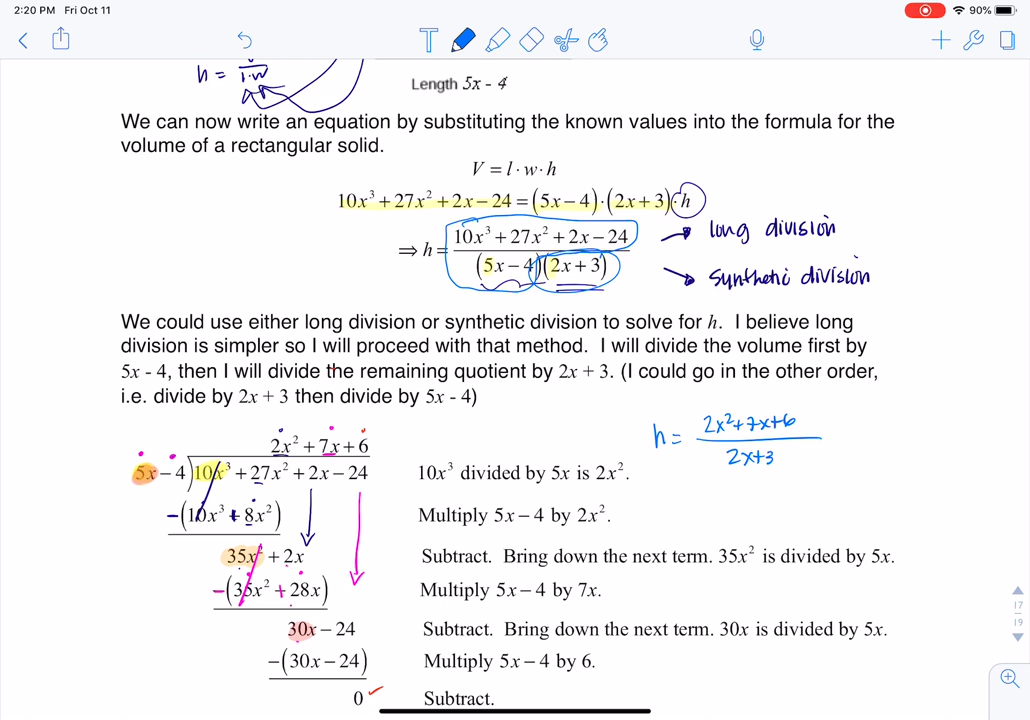 2:20 PM Fri Oct 11
90%
T
h = 1·w
Length 5x - 4
We can now write an equation by substituting the known values into the formula for the
volume of a rectangular solid.
V = l · w · h
10x³ + 27x² + 2x − 24 = (5x − 4) · (2x + 3) · h
⇒ h = 10x³ + 27x² + 2x − 24 / (5x − 4)(2x + 3)
long division
synthetic division
We could use either long division or synthetic division to solve for h. I believe long
division is simpler so I will proceed with that method. I will divide the volume first by
5x - 4, then I will divide the remaining quotient by 2x + 3. (I could go in the other order,
i.e. divide by 2x + 3 then divide by 5x - 4)
h = 2x²+7x+6 / 2x+3
2x² + 7x + 6
5x − 4 ) 10x³ + 27x² + 2x − 24 10x³ divided by 5x is 2x².
−(10x³ + 8x²) Multiply 5x − 4 by 2x².
35x² + 2x Subtract. Bring down the next term. 35x² is divided by 5x.
−(35x² + 28x) Multiply 5x − 4 by 7x.
30x − 24 Subtract. Bring down the next term. 30x is divided by 5x.
−(30x − 24) Multiply 5x − 4 by 6.
0 Subtract.
17
19